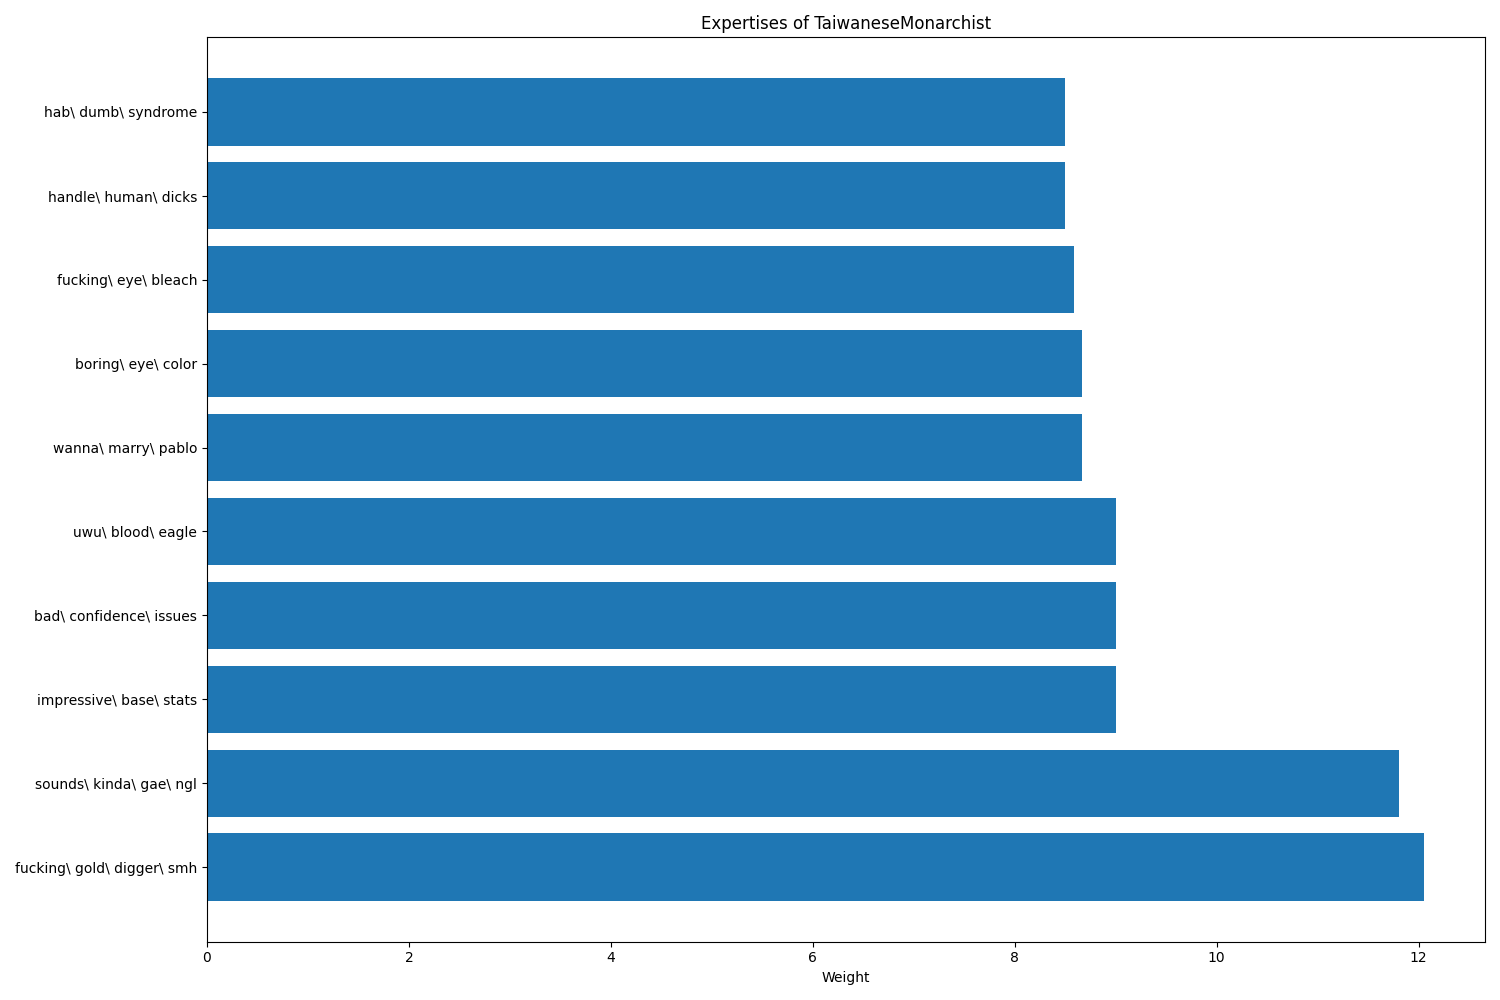 Expertises of TaiwaneseMonarchist
hab\ dumb\ syndrome
handle\ human\ dicks
fucking\ eye\ bleach
boring\ eye\ color
wanna\ marry\ pablo
uwu\ blood\ eagle
bad\ confidence\ issues
impressive\ base\ stats
sounds\ kinda\ gae\ ngl
fucking\ gold\ digger\ smh
0 2 4 6 8 10 12
Weight